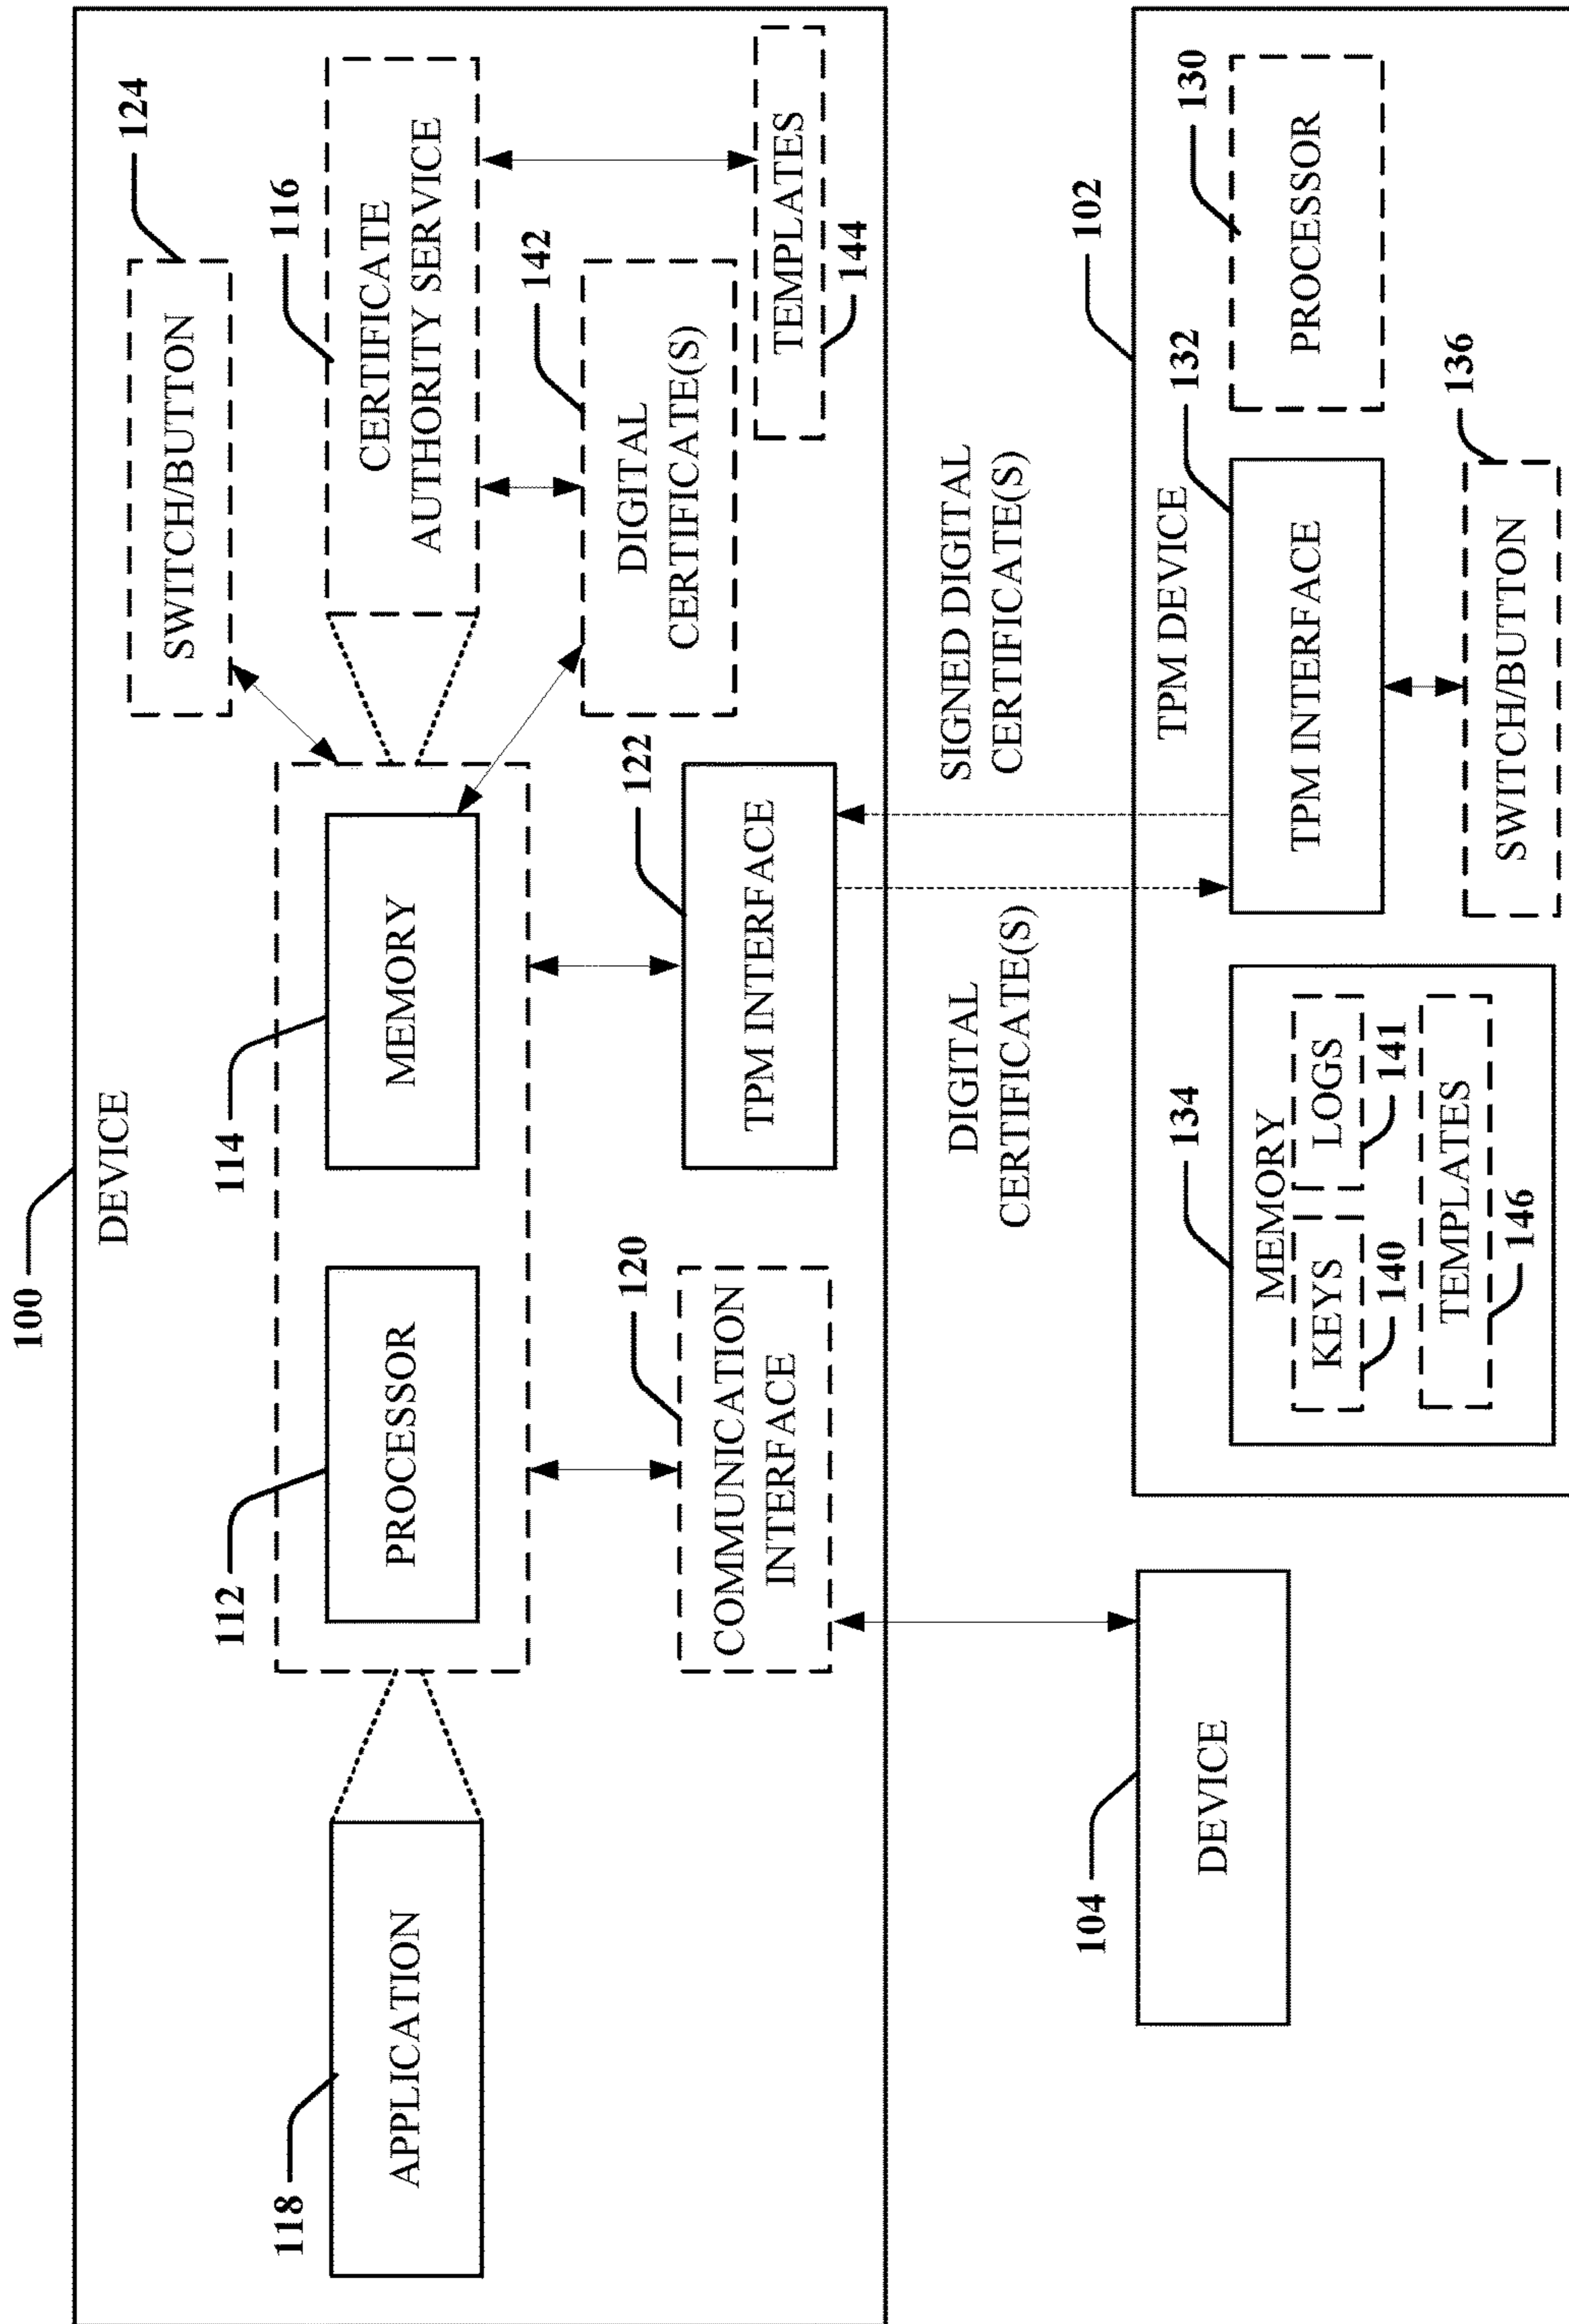 100
DEVICE
124
SWITCH/BUTTON
116
CERTIFICATE
AUTHORITY SERVICE
118
APPLICATION
112
PROCESSOR
114
MEMORY
142
DIGITAL
CERTIFICATE(S)
TEMPLATES
144
120
COMMUNICATION
INTERFACE
122
TPM INTERFACE
DIGITAL
CERTIFICATE(S)
SIGNED DIGITAL
CERTIFICATE(S)
104
DEVICE
102
TPM DEVICE
134
MEMORY
KEYS
LOGS
140
141
TEMPLATES
146
132
TPM INTERFACE
130
PROCESSOR
136
SWITCH/BUTTON